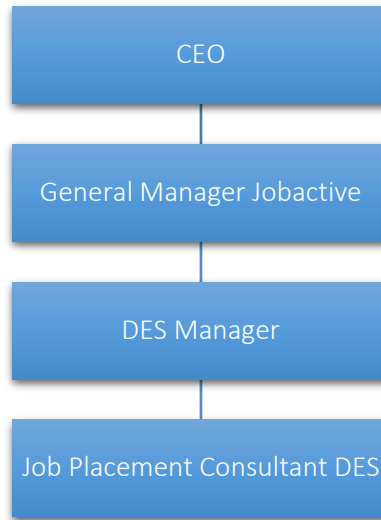 CEO
General Manager Jobactive
DES Manager
Job Placement Consultant DES